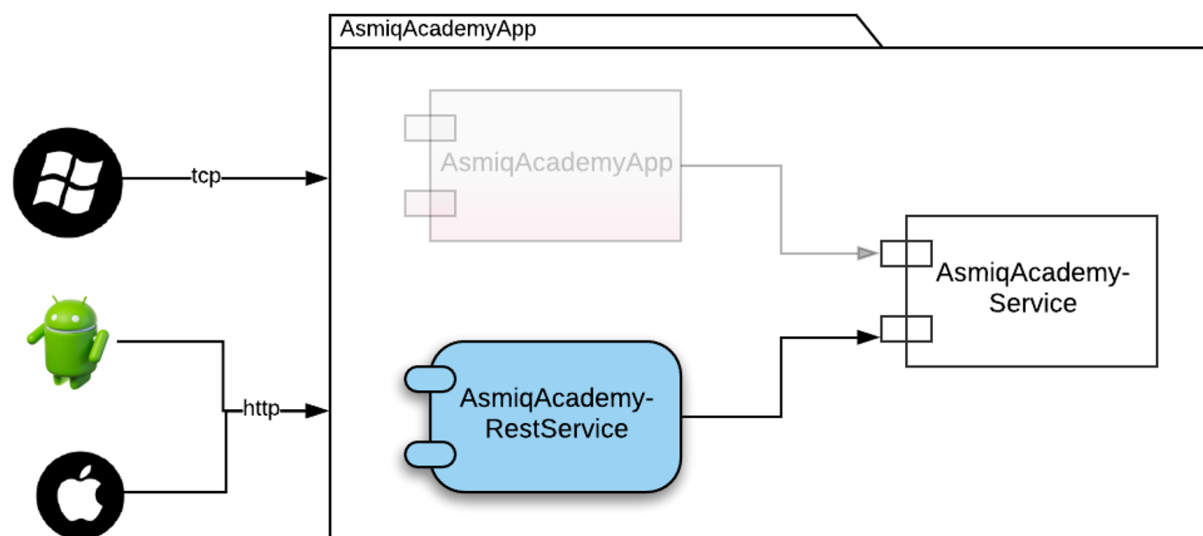 AsmiqAcademyApp
AsmiqAcademyApp
tcp
AsmiqAcademy-
Service
http
AsmiqAcademy-
RestService